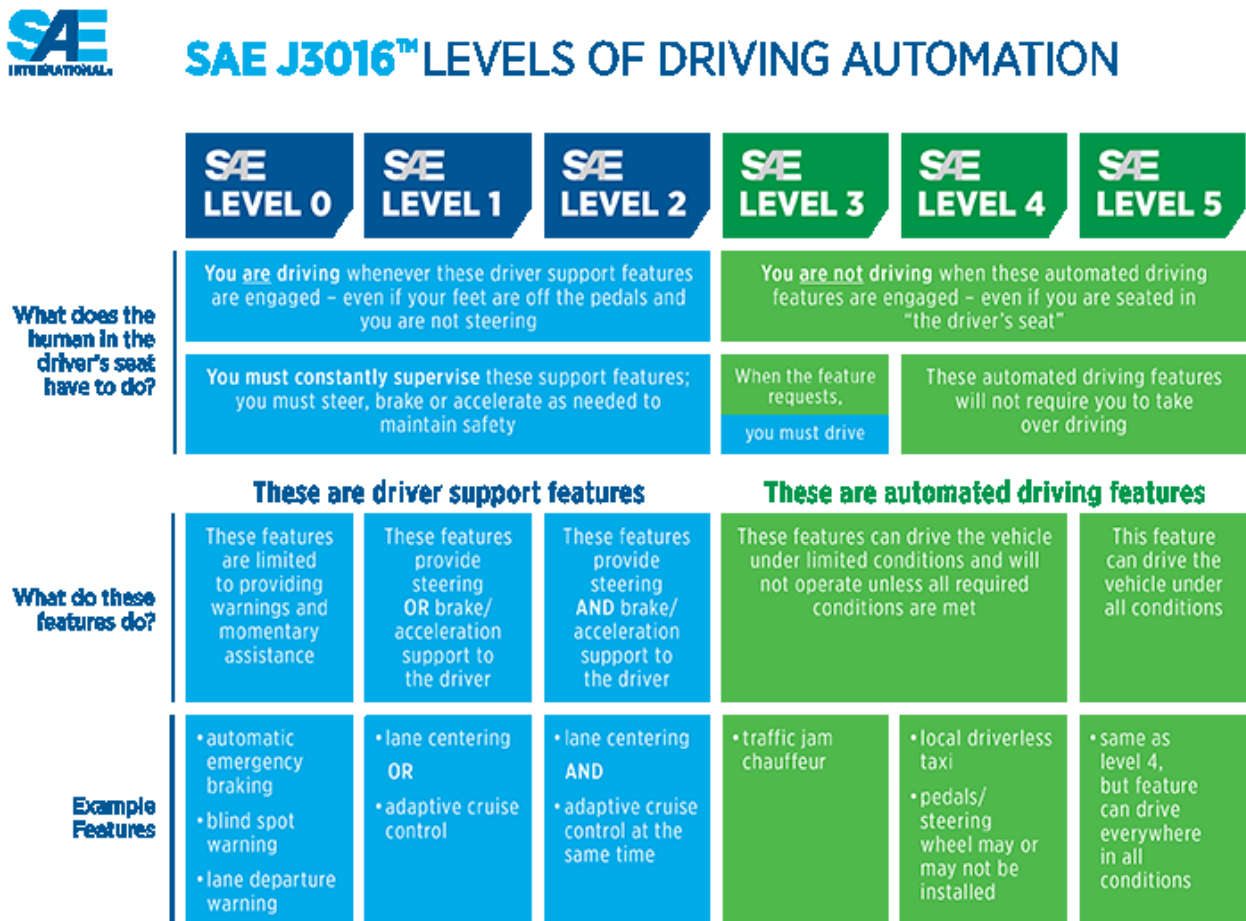 SAE
INTERNATIONAL®
SAE J3016™ LEVELS OF DRIVING AUTOMATION
SAE
LEVEL 0
SAE
LEVEL 1
SAE
LEVEL 2
SAE
LEVEL 3
SAE
LEVEL 4
SAE
LEVEL 5
What does the
human in the
driver's seat
have to do?
You are driving whenever these driver support features
are engaged – even if your feet are off the pedals and
you are not steering
You are not driving when these automated driving
features are engaged – even if you are seated in
"the driver's seat"
You must constantly supervise these support features;
you must steer, brake or accelerate as needed to
maintain safety
When the feature
requests,
you must drive
These automated driving features
will not require you to take
over driving
These are driver support features
These are automated driving features
What do these
features do?
These features
are limited
to providing
warnings and
momentary
assistance
These features
provide
steering
OR brake/
acceleration
support to
the driver
These features
provide
steering
AND brake/
acceleration
support to
the driver
These features can drive the vehicle
under limited conditions and will
not operate unless all required
conditions are met
This feature
can drive the
vehicle under
all conditions
Example
Features
• automatic
emergency
braking
• blind spot
warning
• lane departure
warning
• lane centering
OR
• adaptive cruise
control
• lane centering
AND
• adaptive cruise
control at the
same time
• traffic jam
chauffeur
• local driverless
taxi
• pedals/
steering
wheel may or
may not be
installed
• same as
level 4,
but feature
can drive
everywhere
in all
conditions